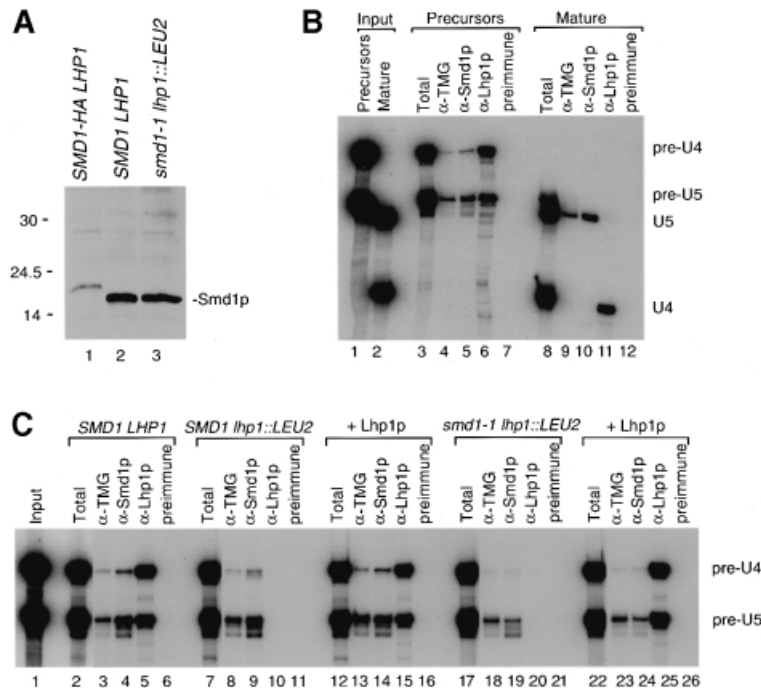 A
SMD1-HA LHP1
SMD1 LHP1
smd1-1 lhp1::LEU2
30 -
24.5 -
14 -
-Smd1p
1 2 3
B
Input Precursors Mature
Precursors
Mature
Total
α-TMG
α-Smd1p
α-Lhp1p
preimmune
Total
α-TMG
α-Smd1p
α-Lhp1p
preimmune
pre-U4
pre-U5
U5
U4
1 2 3 4 5 6 7 8 9 10 11 12
C
SMD1 LHP1 SMD1 lhp1::LEU2 + Lhp1p smd1-1 lhp1::LEU2 + Lhp1p
Input
Total
α-TMG
α-Smd1p
α-Lhp1p
preimmune
Total
α-TMG
α-Smd1p
α-Lhp1p
preimmune
Total
α-TMG
α-Smd1p
α-Lhp1p
preimmune
Total
α-TMG
α-Smd1p
α-Lhp1p
preimmune
Total
α-TMG
α-Smd1p
α-Lhp1p
preimmune
pre-U4
pre-U5
1 2 3 4 5 6 7 8 9 10 11 12 13 14 15 16 17 18 19 20 21 22 23 24 25 26